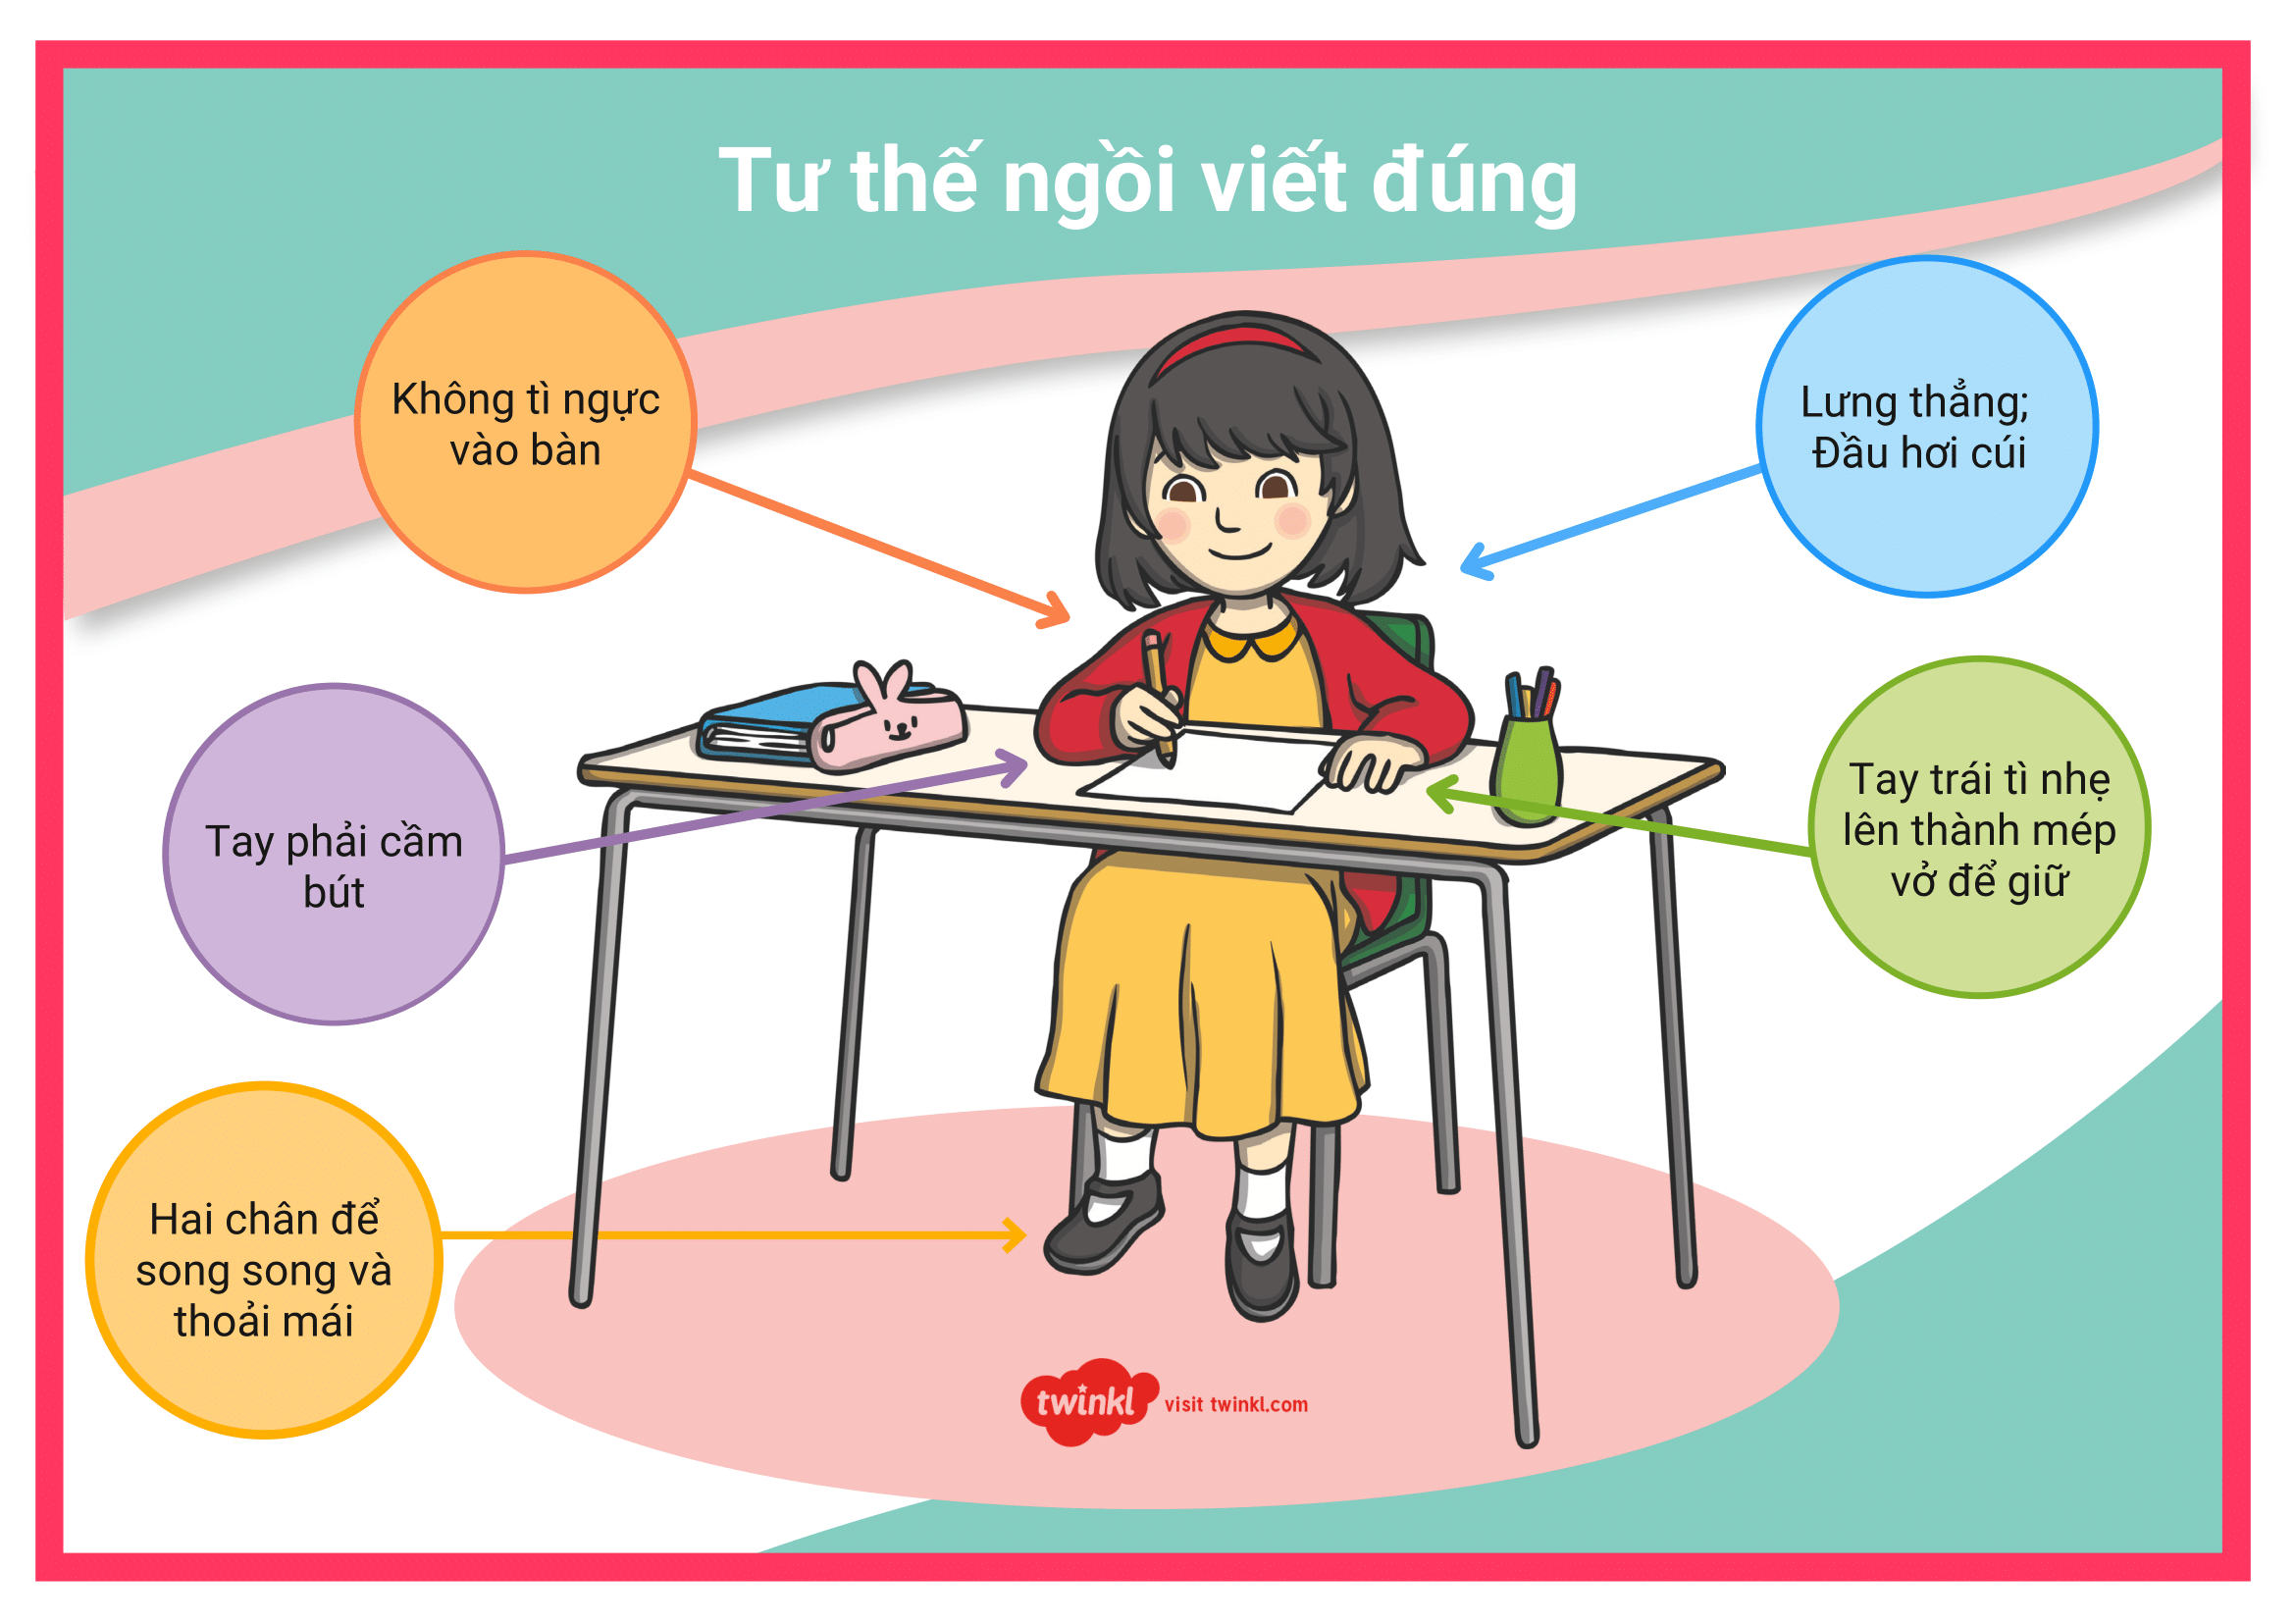 Tư thế ngồi viết đúng
Không tì ngực
vào bàn
Lưng thẳng;
Đầu hơi cúi
Tay phải cầm
bút
Tay trái tì nhẹ
lên thành mép
vở để giữ
Hai chân để
song song và
thoải mái
twinkl visit twinkl.com